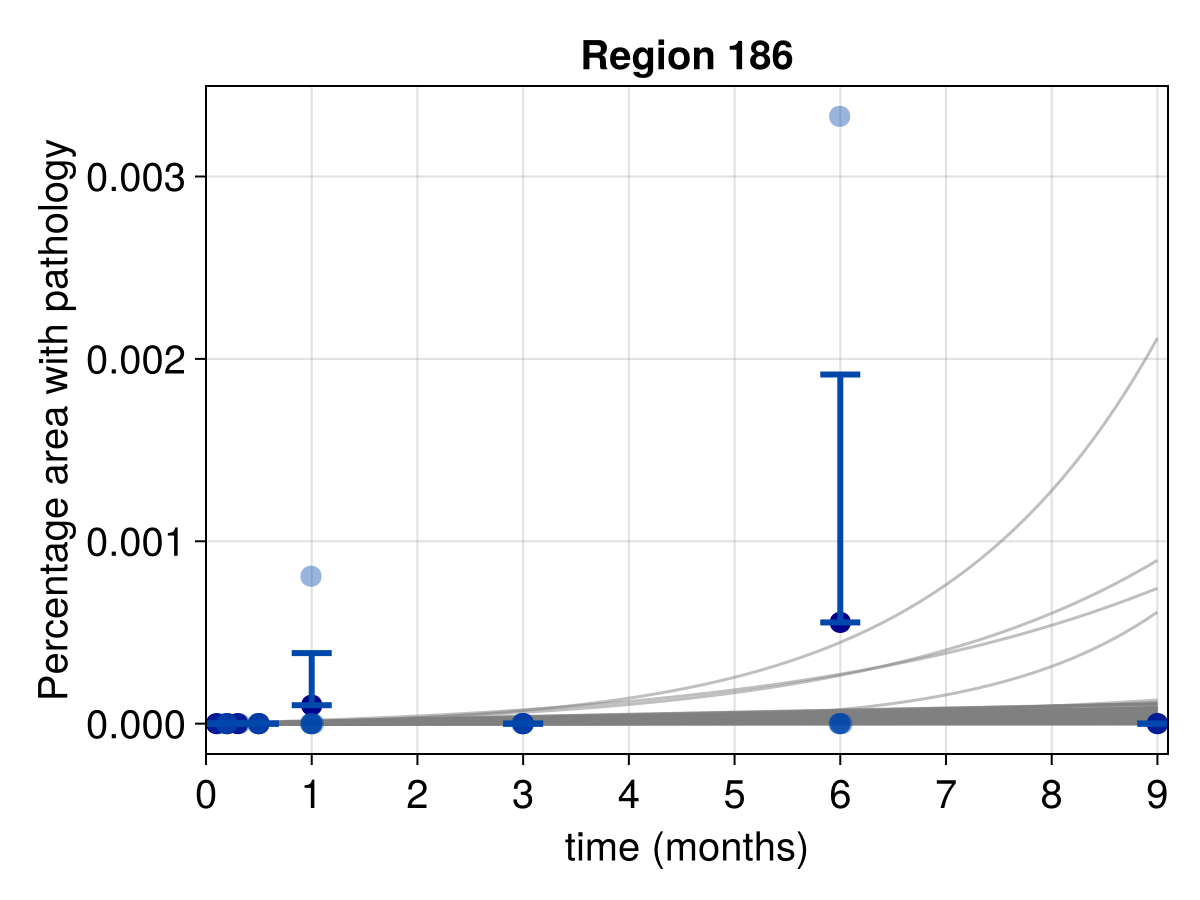 Region 186
Percentage area with pathology
0.003
0.002
0.001
0.000
0 1 2 3 4 5 6 7 8 9
time (months)